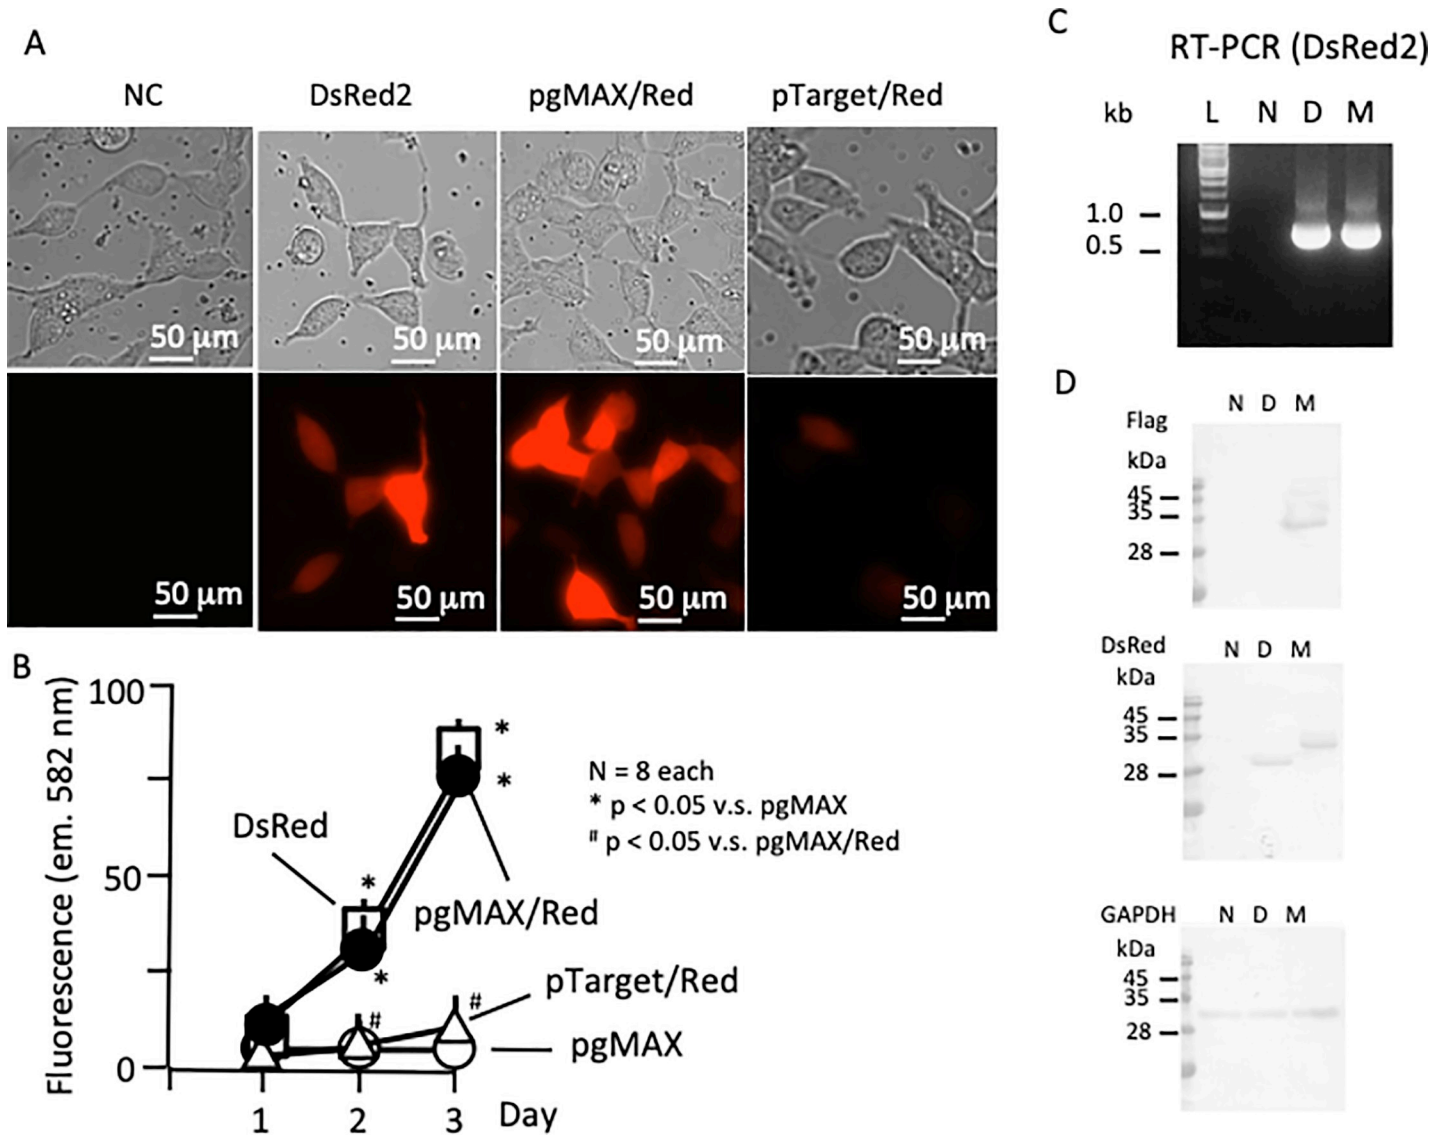 A
NC DsRed2 pgMAX/Red pTarget/Red
50 μm 50 μm 50 μm 50 μm
50 μm 50 μm 50 μm 50 μm
B
Fluorescence (em. 582 nm)
100
50
0
1 2 3 Day
DsRed
pgMAX/Red
pTarget/Red
pgMAX
*
*
*
*
#
#
N = 8 each
* p < 0.05 v.s. pgMAX
# p < 0.05 v.s. pgMAX/Red
C
RT-PCR (DsRed2)
kb L N D M
1.0
0.5
D
Flag N D M
kDa
45
35
28
DsRed N D M
kDa
45
35
28
GAPDH N D M
kDa
45
35
28